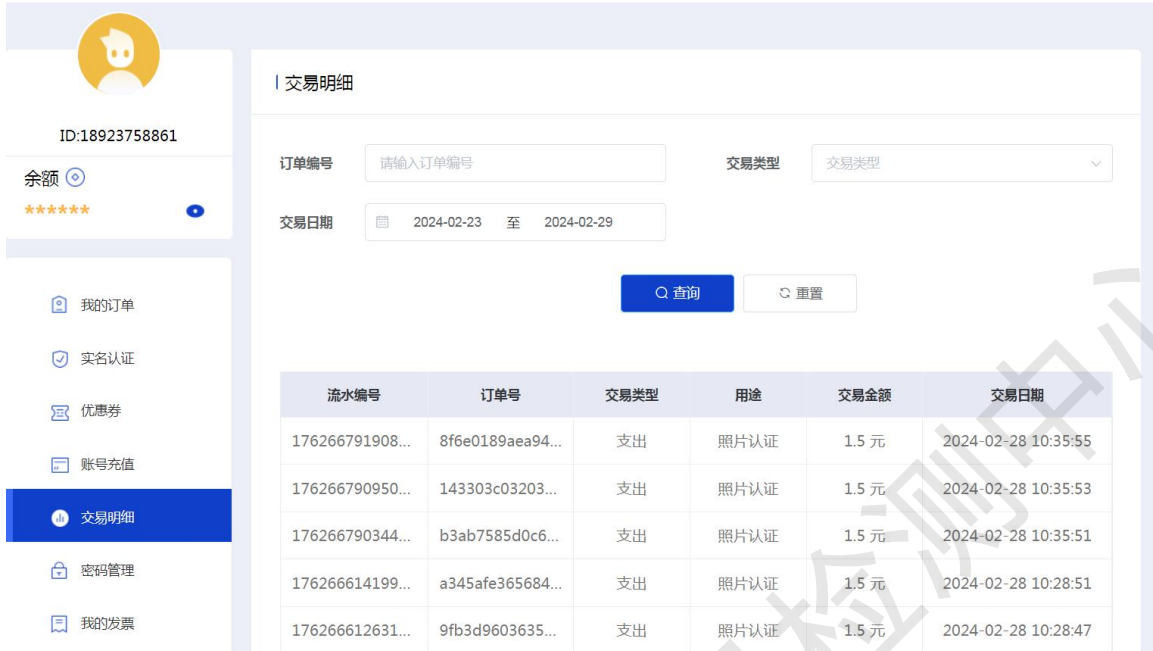 ID:18923758861
余额
******
我的订单
实名认证
优惠券
账号充值
交易明细
密码管理
我的发票
交易明细
订单编号 请输入订单编号 交易类型 交易类型
交易日期 2024-02-23 至 2024-02-29
查询 重置
流水编号 订单号 交易类型 用途 交易金额 交易日期
176266791908... 8f6e0189aea94... 支出 照片认证 1.5 元 2024-02-28 10:35:55
176266790950... 143303c03203... 支出 照片认证 1.5 元 2024-02-28 10:35:53
176266790344... b3ab7585d0c6... 支出 照片认证 1.5 元 2024-02-28 10:35:51
176266614199... a345afe365684... 支出 照片认证 1.5 元 2024-02-28 10:28:51
176266612631... 9fb3d9603635... 支出 照片认证 1.5 元 2024-02-28 10:28:47
检测中心